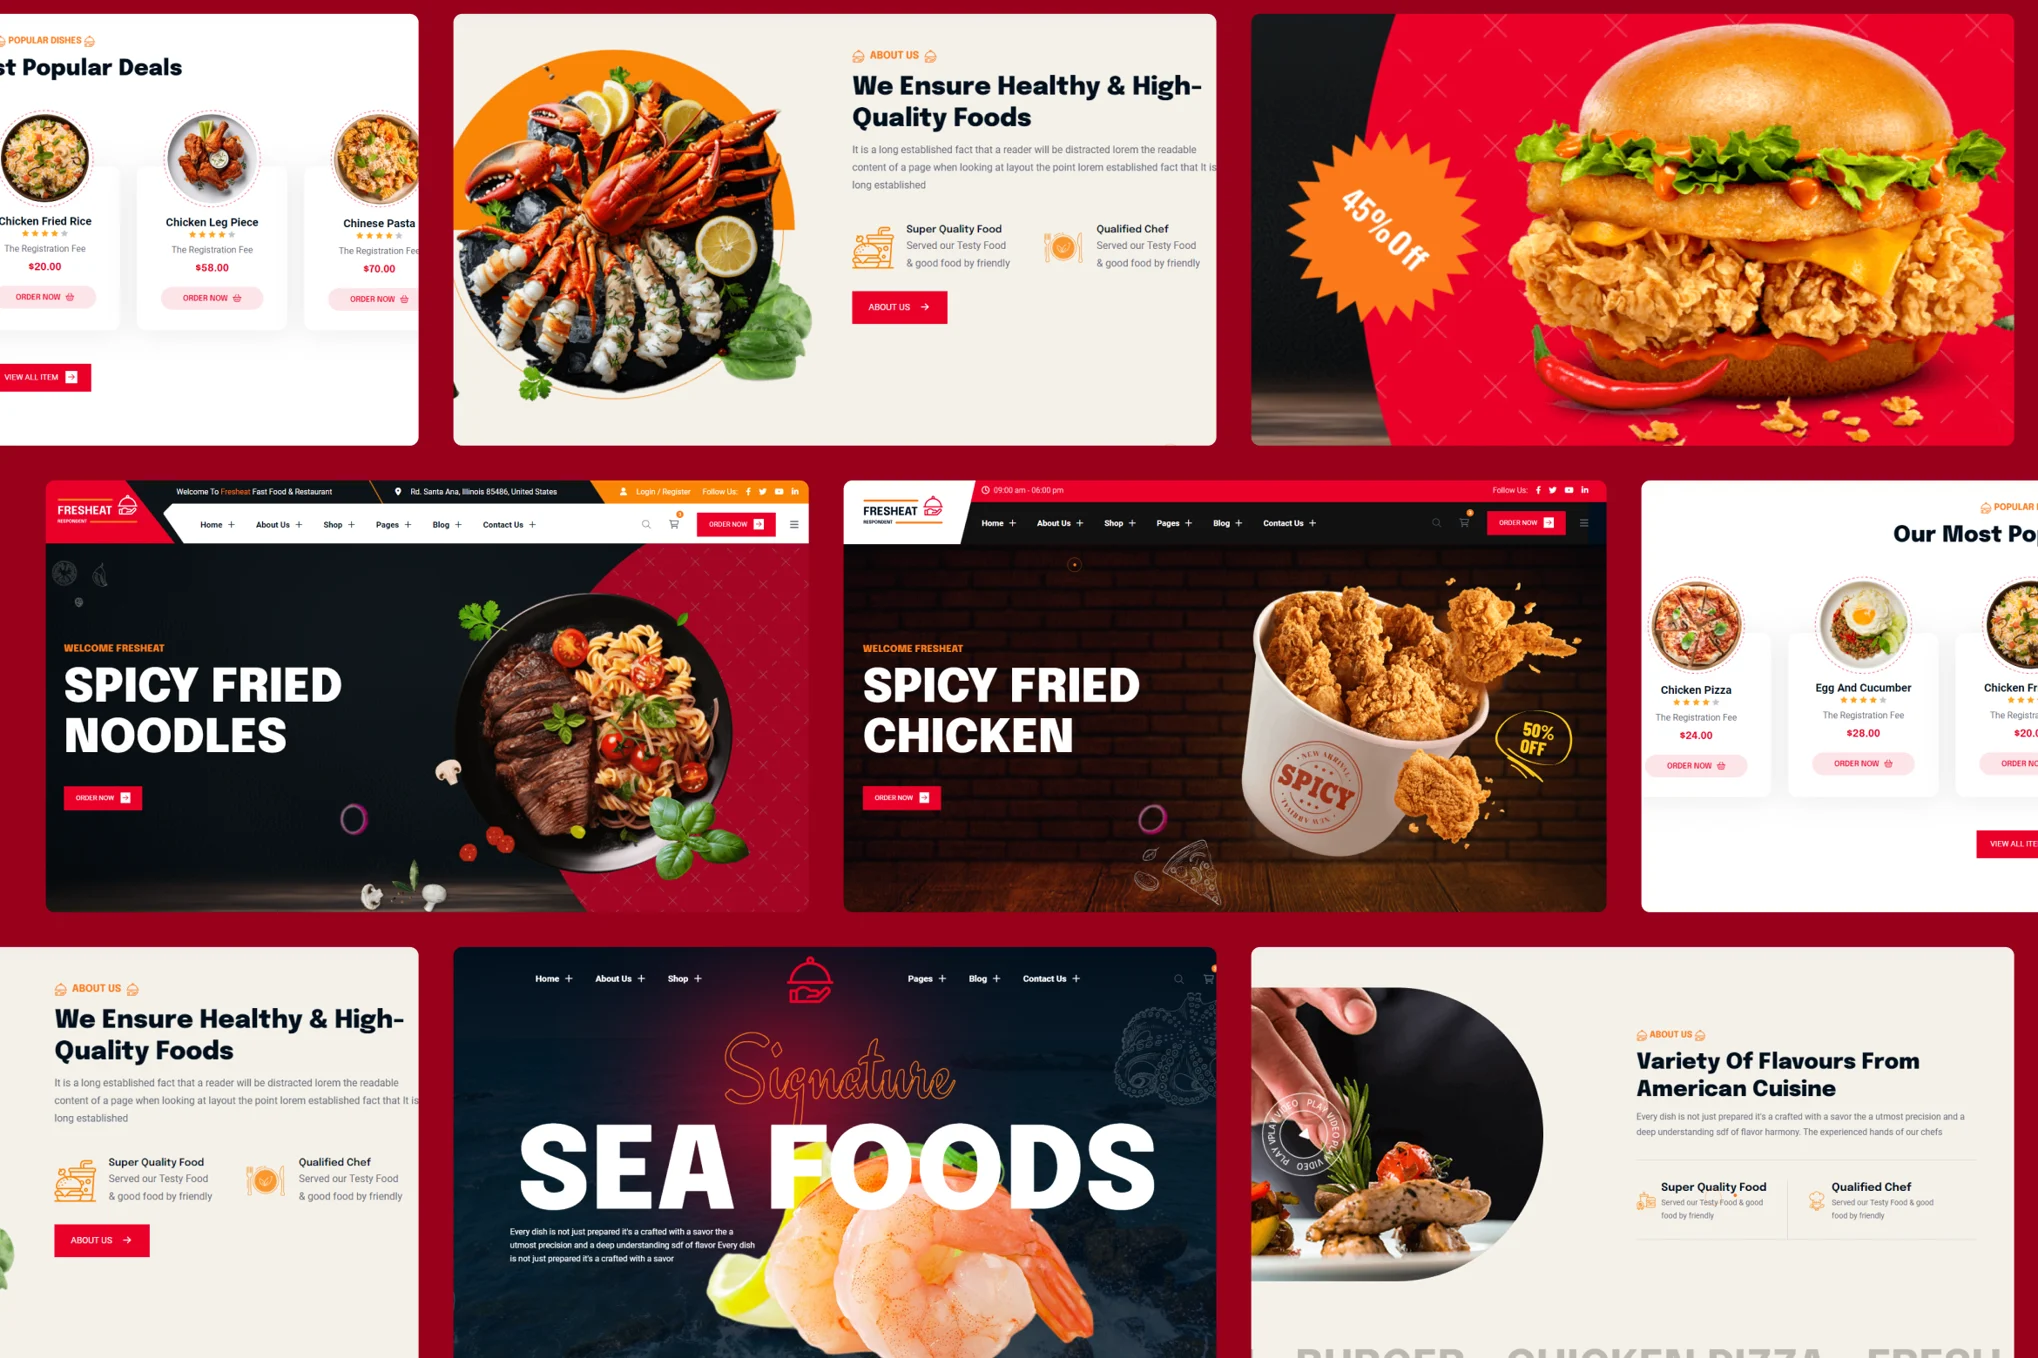 POPULAR DISHES
st Popular Deals
Chicken Fried Rice
The Registration Fee
$20.00
ORDER NOW
Chicken Leg Piece
The Registration Fee
$58.00
ORDER NOW
Chinese Pasta
The Registration Fee
$70.00
ORDER NOW
VIEW ALL ITEM
ABOUT US
We Ensure Healthy & High-
Quality Foods
It is a long established fact that a reader will be distracted lorem the readable
content of a page when looking at layout the point lorem established fact that It is
long established
Super Quality Food
Served our Testy Food
& good food by friendly
Qualified Chef
Served our Testy Food
& good food by friendly
ABOUT US
45%Off
FRESHEAT
RESPONDENT
Welcome To Fresheat Fast Food & Restaurant
Rd. Santa Ana, Illinois 85486, United States
Login / Register
Follow Us:
Home
About Us
Shop
Pages
Blog
Contact Us
ORDER NOW
WELCOME FRESHEAT
SPICY FRIED
NOODLES
ORDER NOW
FRESHEAT
RESPONDENT
09:00 am - 06:00 pm
Follow Us:
Home
About Us
Shop
Pages
Blog
Contact Us
ORDER NOW
WELCOME FRESHEAT
SPICY FRIED
CHICKEN
ORDER NOW
NEW ARRIVAL
SPICY
NEW ARRIVAL
50%
OFF
POPULAR
Our Most Po
Chicken Pizza
The Registration Fee
$24.00
ORDER NOW
Egg And Cucumber
The Registration Fee
$28.00
ORDER NOW
Chicken Fr
The Registra
$20.0
ORDER NO
VIEW ALL ITE
ABOUT US
We Ensure Healthy & High-
Quality Foods
It is a long established fact that a reader will be distracted lorem the readable
content of a page when looking at layout the point lorem established fact that It is
long established
Super Quality Food
Served our Testy Food
& good food by friendly
Qualified Chef
Served our Testy Food
& good food by friendly
ABOUT US
Home
About Us
Shop
Pages
Blog
Contact Us
Signature
SEA FOODS
Every dish is not just prepared it's a crafted with a savor the a
utmost precision and a deep understanding sdf of flavor Every dish
is not just prepared it's a crafted with a savor
PLAY VIDEO PLAY VIDEO
ABOUT US
Variety Of Flavours From
American Cuisine
Every dish is not just prepared it's a crafted with a savor the a utmost precision and a
deep understanding sdf of flavor harmony. The experienced hands of our chefs
Super Quality Food
Served our Testy Food & good
food by friendly
Qualified Chef
Served our Testy Food & good
food by friendly
BURGER CHICKEN PIZZA FRESH